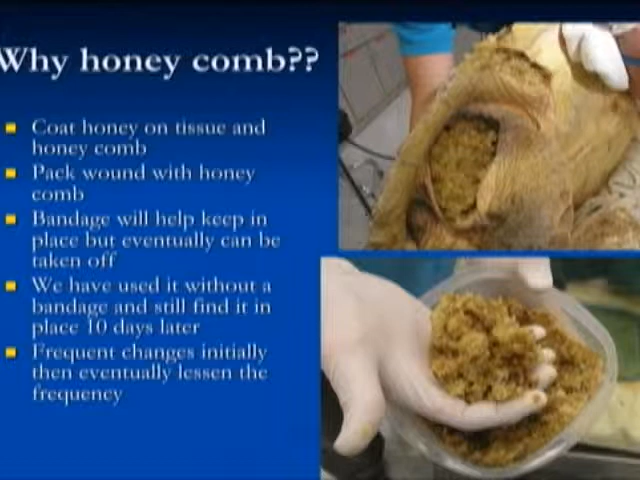 Why honey comb??
Coat honey on tissue and
honey comb
Pack wound with honey
comb
Bandage will help keep in
place but eventually can be
taken off
We have used it without a
bandage and still find it in
place 10 days later
Frequent changes initially
then eventually lessen the
frequency